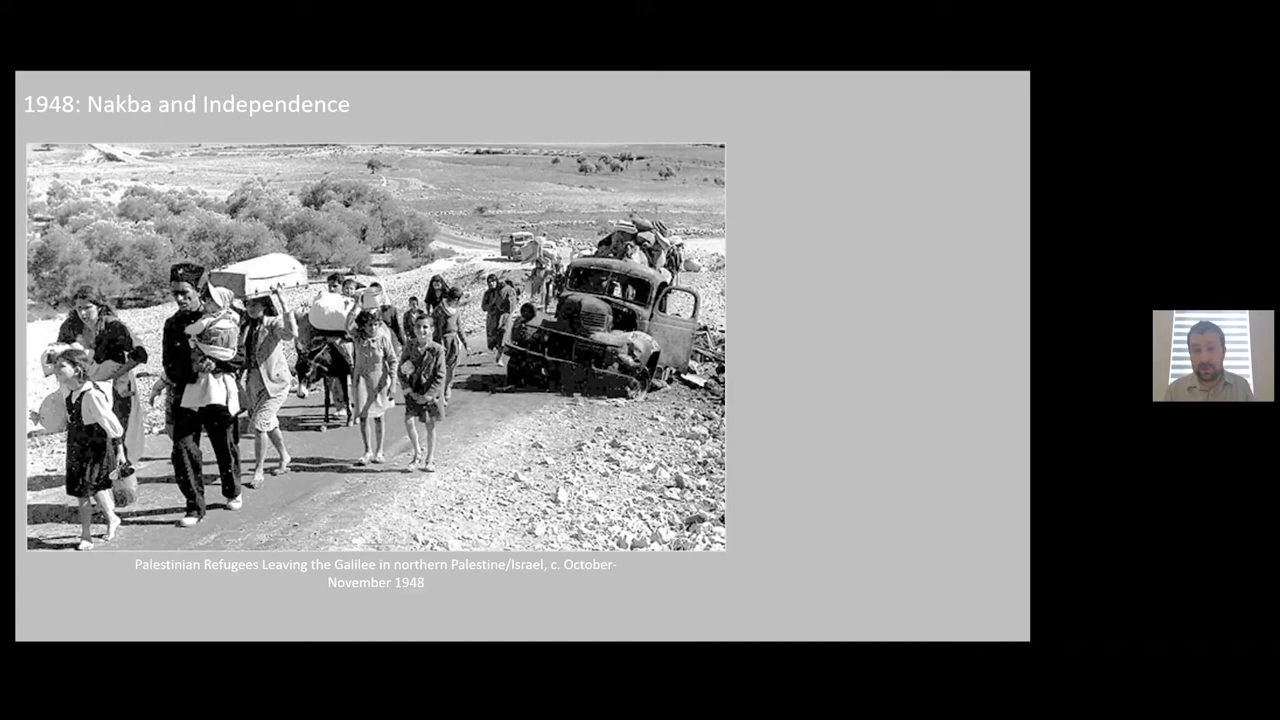 1948: Nakba and Independence
Palestinian Refugees Leaving the Galilee in northern Palestine/Israel, c. October-
November 1948